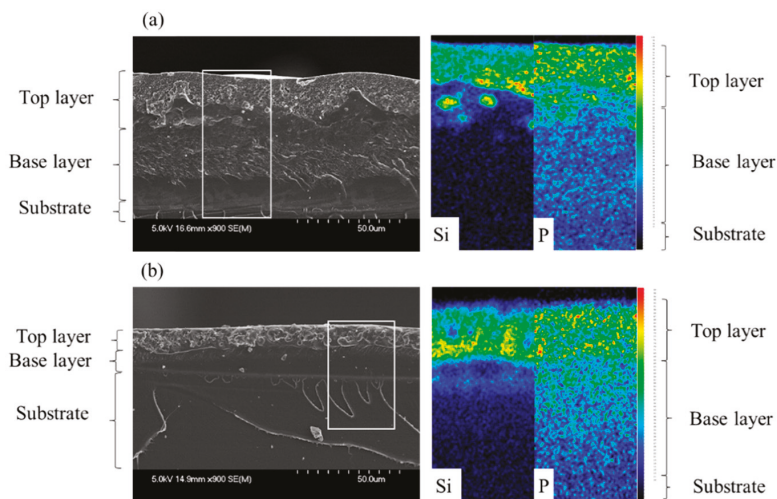 (a)
Top layer
Base layer
Substrate
5.0kV 16.6mm x900 SE(M)
50.0um
Si
P
Top layer
Base layer
Substrate
(b)
Top layer
Base layer
Substrate
5.0kV 14.9mm x900 SE(M)
50.0um
Si
P
Top layer
Base layer
Substrate